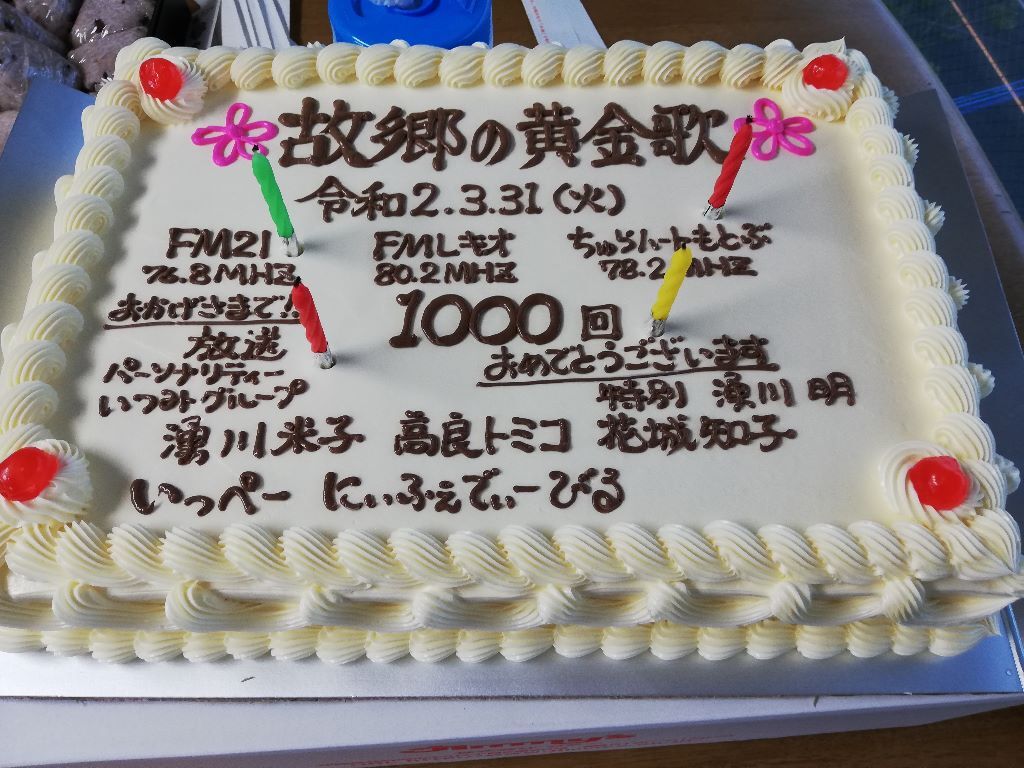 故郷の黄金歌
令和2.3.31(火)
FM21 FMレキオ ちゅらハートもとぶ
76.8MHZ 80.2MHZ 78.2MHZ
おかげさまで!! 1000回
放送 おめでとうございます
パーソナリティー
いつみグループ 特別 湧川 明
湧川米子 高良トミコ 花城知子
いっぺー にぃふぇでぃーびる
Jimmy's